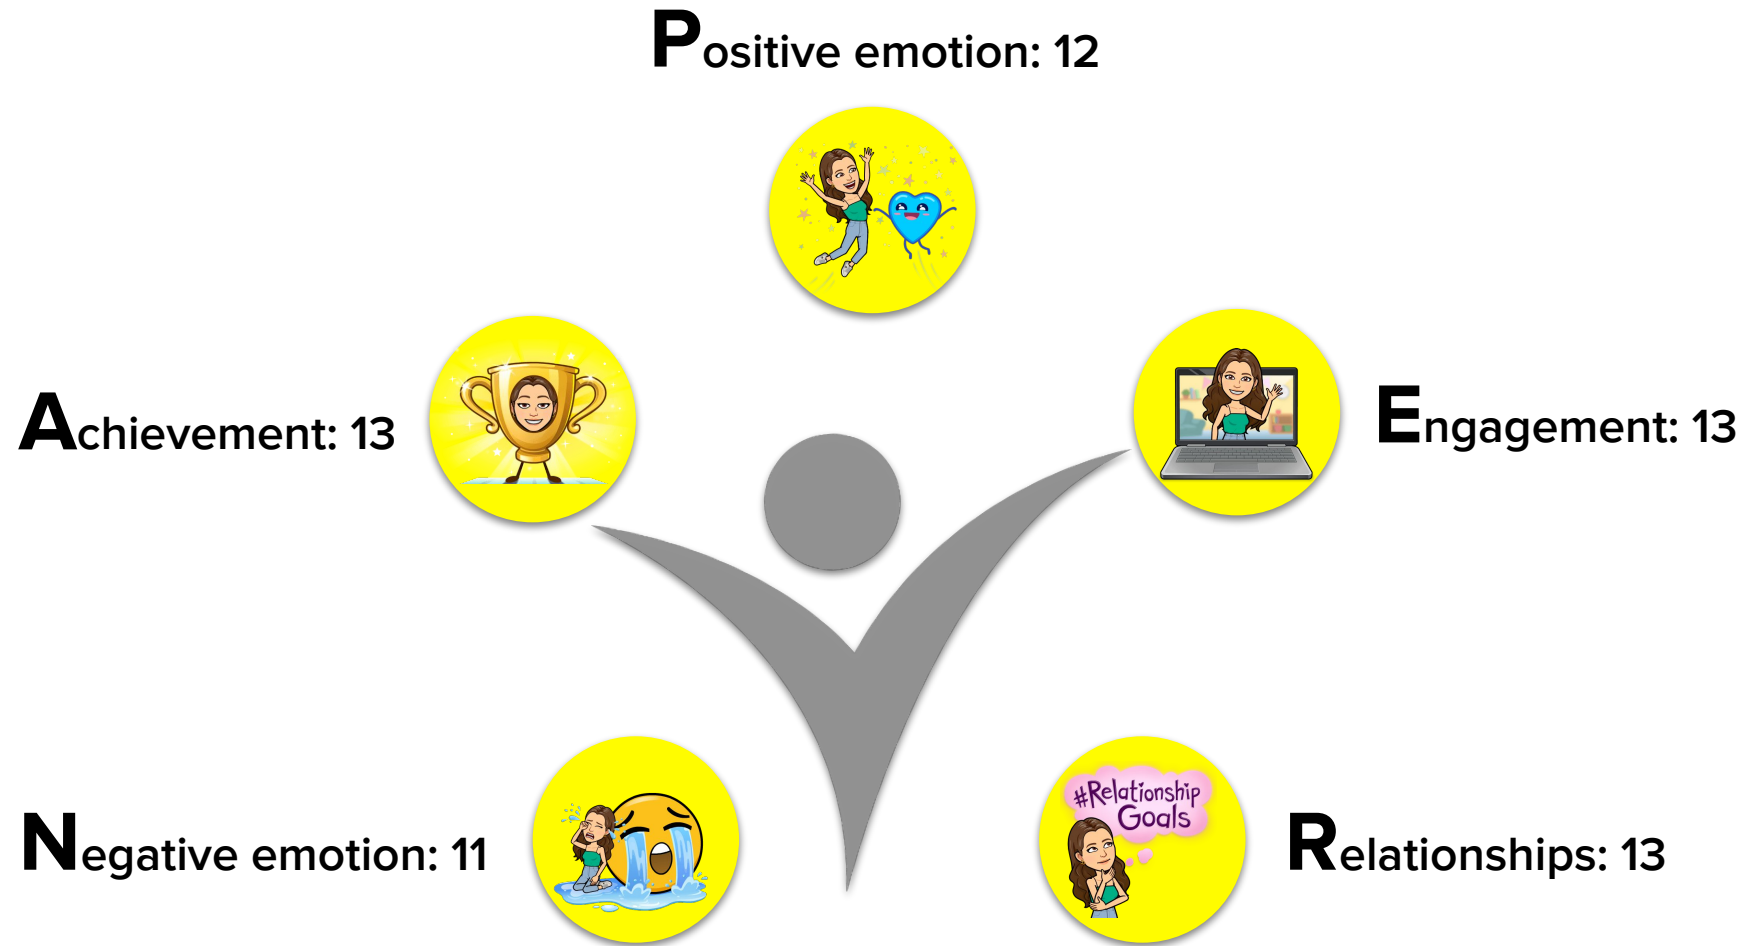 Positive emotion: 12
Achievement: 13
Engagement: 13
#Relationship
Goals
Negative emotion: 11
Relationships: 13